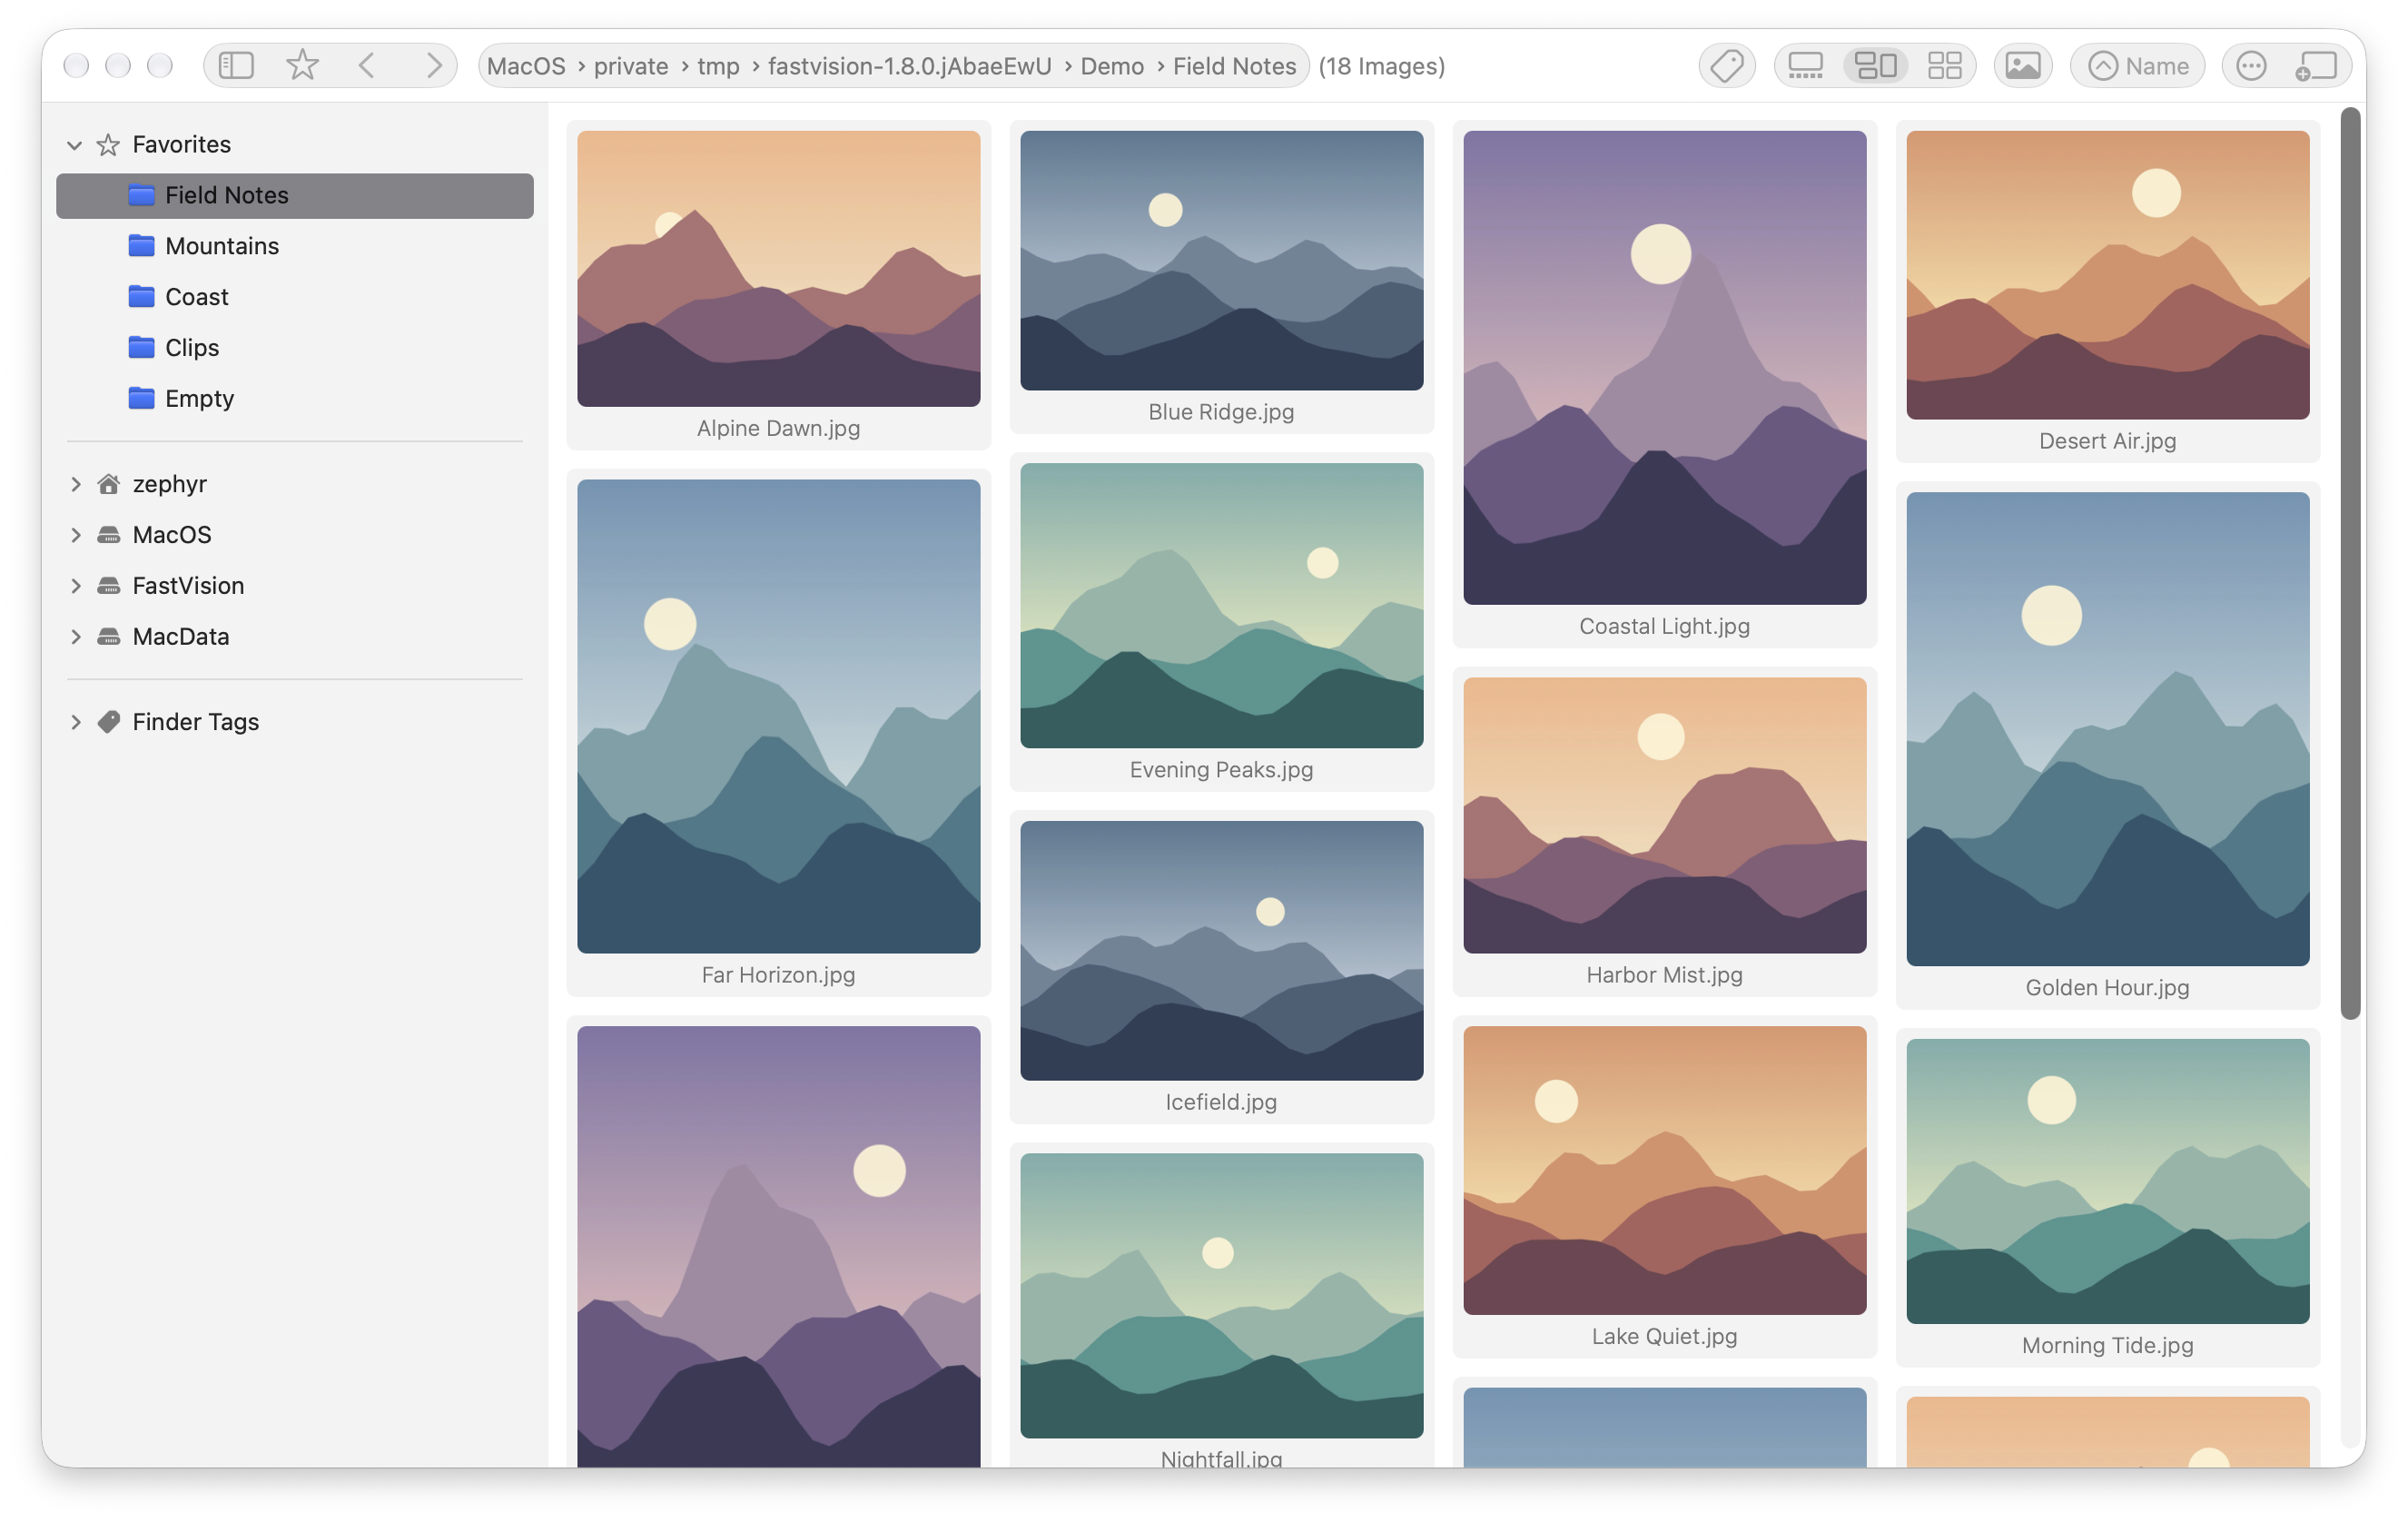 MacOS › private › tmp › fastvision-1.8.0.jAbaeEwU › Demo › Field Notes (18 Images)
Name
Favorites
Field Notes
Mountains
Coast
Clips
Empty
zephyr
MacOS
FastVision
MacData
Finder Tags
Alpine Dawn.jpg
Blue Ridge.jpg
Coastal Light.jpg
Desert Air.jpg
Far Horizon.jpg
Evening Peaks.jpg
Harbor Mist.jpg
Golden Hour.jpg
Icefield.jpg
Lake Quiet.jpg
Morning Tide.jpg
Nightfall.jpg